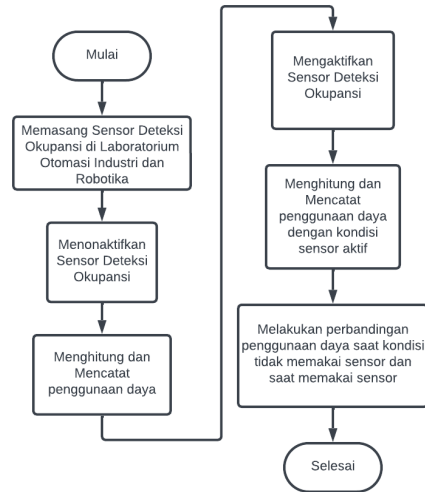 Mulai
Memasang Sensor Deteksi
Okupansi di Laboratorium
Otomasi Industri dan
Robotika
Menonaktifkan
Sensor Deteksi
Okupansi
Menghitung dan
Mencatat
penggunaan daya
Mengaktifkan
Sensor Deteksi
Okupansi
Menghitung dan
Mencatat
penggunaan daya
dengan kondisi
sensor aktif
Melakukan perbandingan
penggunaan daya saat kondisi
tidak memakai sensor dan
saat memakai sensor
Selesai